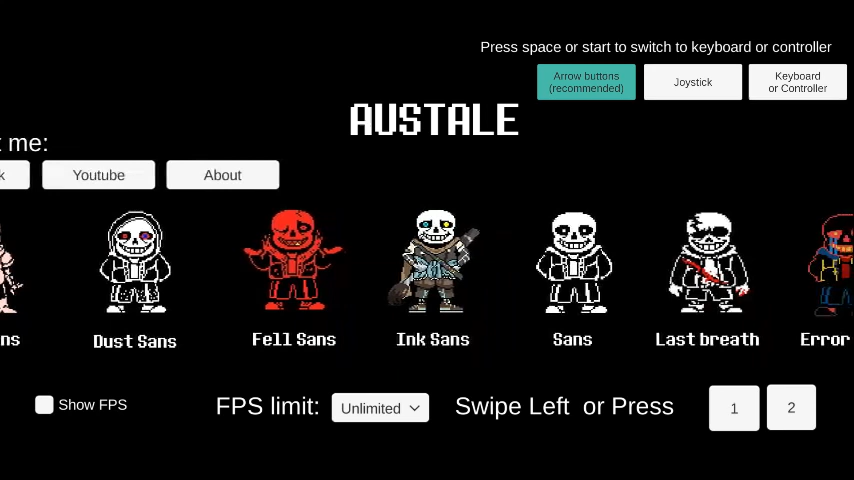 Press space or start to switch to keyboard or controller
Arrow buttons
(recommended)
Joystick
Keyboard
or Controller
AUSTALE
t me:
k
Youtube
About
ns
Dust Sans
Fell Sans
Ink Sans
Sans
Last breath
Error
Show FPS
FPS limit:
Unlimited
Swipe Left or Press
1
2